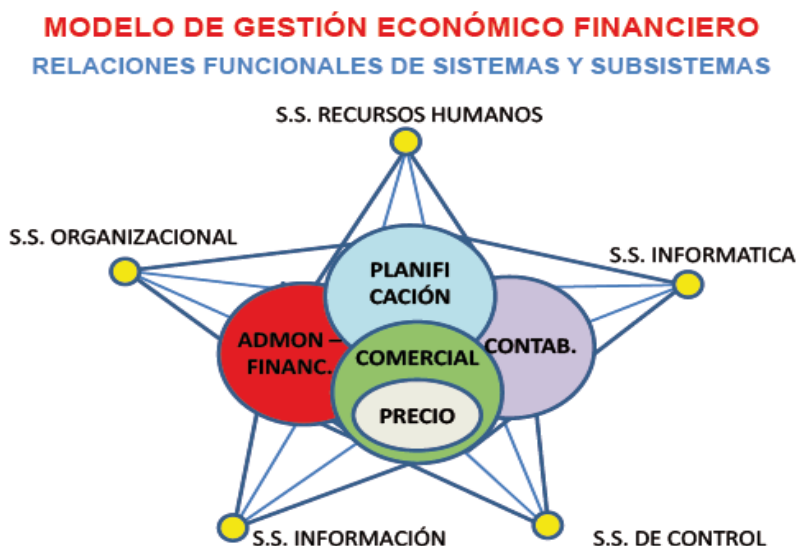 MODELO DE GESTIÓN ECONÓMICO FINANCIERO
RELACIONES FUNCIONALES DE SISTEMAS Y SUBSISTEMAS
S.S. RECURSOS HUMANOS
S.S. ORGANIZACIONAL
S.S. INFORMATICA
PLANIFI
CACIÓN
ADMON –
FINANC.
COMERCIAL
CONTAB.
PRECIO
S.S. INFORMACIÓN
S.S. DE CONTROL